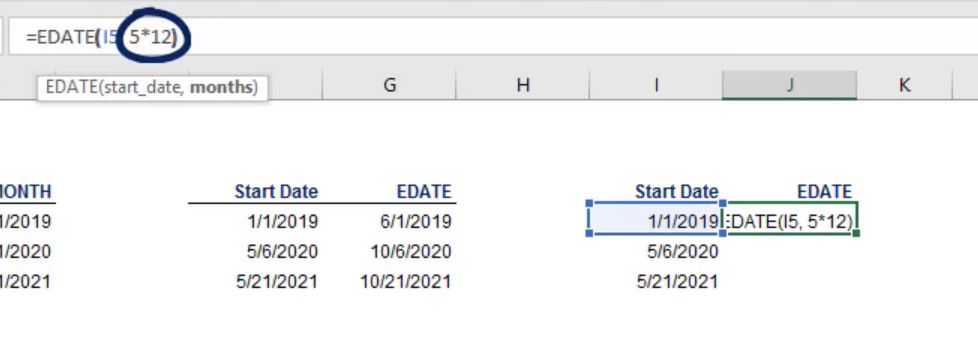 =EDATE(I5, 5*12)
EDATE(start_date, months)
G H I J K
MONTH Start Date EDATE Start Date EDATE
1/2019 1/1/2019 6/1/2019 1/1/2019 EDATE(I5, 5*12)
1/2020 5/6/2020 10/6/2020 5/6/2020
1/2021 5/21/2021 10/21/2021 5/21/2021